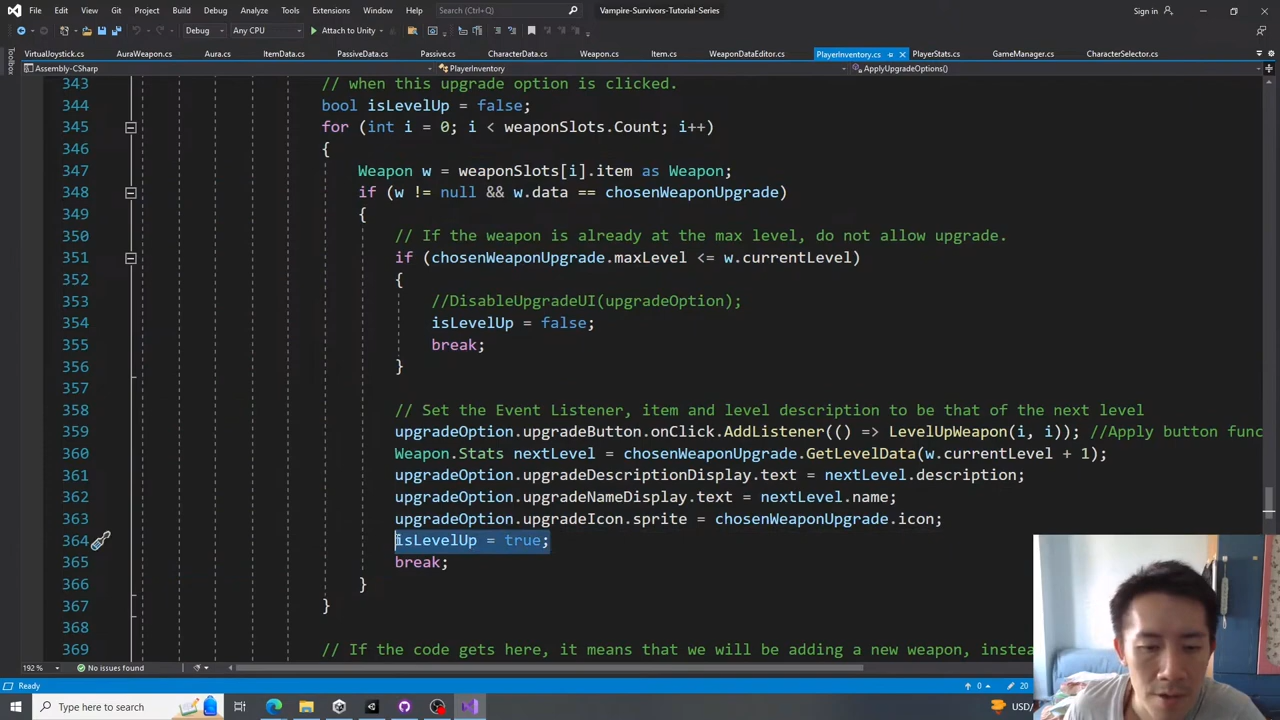 File Edit View Git Project Build Debug Test Analyze Tools Extensions Window Help Search (Ctrl+Q) Vampire-Survivors-Tutorial-Series Sign in
Debug Any CPU Attach to Unity
VirtualJoystick.cs AuraWeapon.cs Aura.cs ItemData.cs PassiveData.cs Passive.cs CharacterData.cs Weapon.cs Item.cs WeaponDataEditor.cs PlayerInventory.cs PlayerStats.cs GameManager.cs CharacterSelector.cs
Toolbox
Assembly-CSharp PlayerInventory ApplyUpgradeOptions()
343 // when this upgrade option is clicked.
344 bool isLevelUp = false;
345 for (int i = 0; i < weaponSlots.Count; i++)
346 {
347 Weapon w = weaponSlots[i].item as Weapon;
348 if (w != null && w.data == chosenWeaponUpgrade)
349 {
350 // If the weapon is already at the max level, do not allow upgrade.
351 if (chosenWeaponUpgrade.maxLevel <= w.currentLevel)
352 {
353 //DisableUpgradeUI(upgradeOption);
354 isLevelUp = false;
355 break;
356 }
357
358 // Set the Event Listener, item and level description to be that of the next level
359 upgradeOption.upgradeButton.onClick.AddListener(() => LevelUpWeapon(i, i)); //Apply button func
360 Weapon.Stats nextLevel = chosenWeaponUpgrade.GetLevelData(w.currentLevel + 1);
361 upgradeOption.upgradeDescriptionDisplay.text = nextLevel.description;
362 upgradeOption.upgradeNameDisplay.text = nextLevel.name;
363 upgradeOption.upgradeIcon.sprite = chosenWeaponUpgrade.icon;
364 isLevelUp = true;
365 break;
366 }
367 }
368
369 // If the code gets here, it means that we will be adding a new weapon, instea
192 % No issues found
Ready 0 20
Type here to search USD/